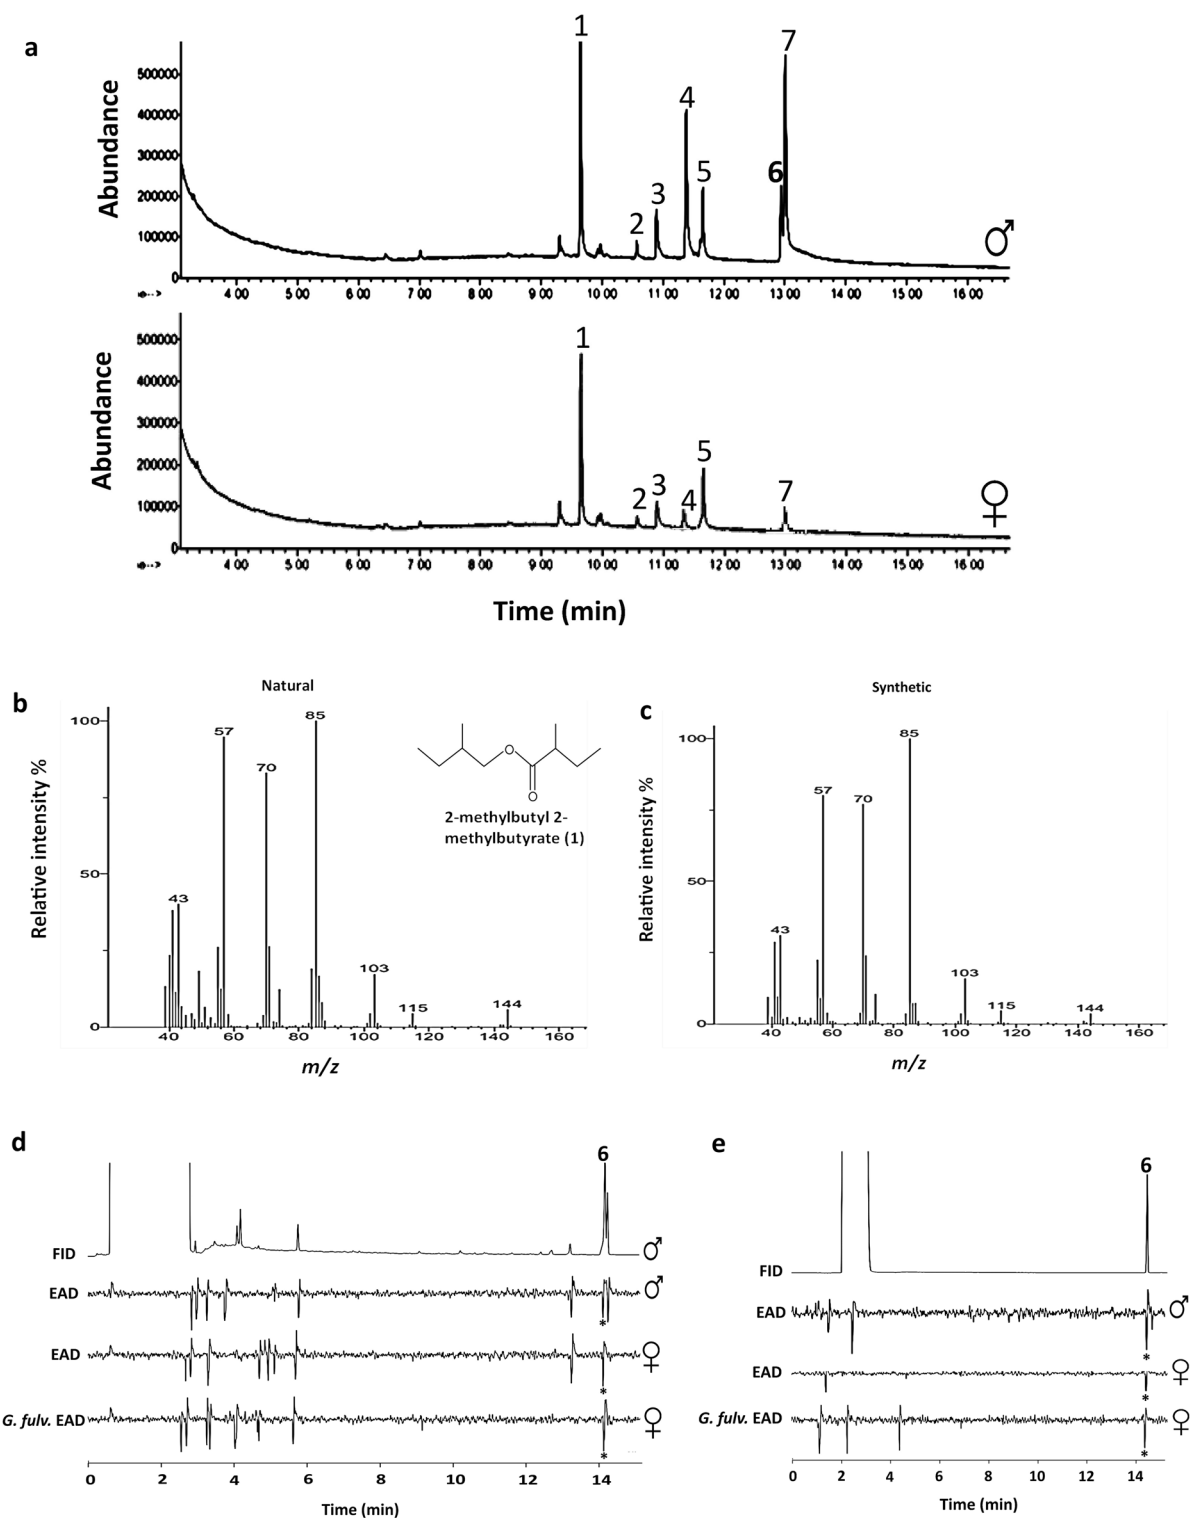 a
1
7
4
6
5
3
2
Abundance
500000
400000
300000
200000
100000
0
4 00 5 00 6 00 7 00 8 00 9 00 10 00 11 00 12 00 13 00 14 00 15 00 16 00
♂
1
5
3
2
4
7
Abundance
500000
400000
300000
200000
100000
0
4 00 5 00 6 00 7 00 8 00 9 00 10 00 11 00 12 00 13 00 14 00 15 00 16 00
♀
Time (min)
b
Natural
Relative intensity %
100
50
0
43
57
70
85
103
115
144
O
O
2-methylbutyl 2-
methylbutyrate (1)
40 60 80 100 120 140 160
m/z
c
Synthetic
Relative intensity %
100
50
0
43
57
70
85
103
115
144
40 60 80 100 120 140 160
m/z
d
6
FID ♂
EAD ♂
*
EAD ♀
*
G. fulv. EAD ♀
*
0 2 4 6 8 10 12 14
Time (min)
e
6
FID
EAD ♂
*
EAD ♀
*
G. fulv. EAD ♀
*
0 2 4 6 8 10 12 14
Time (min)